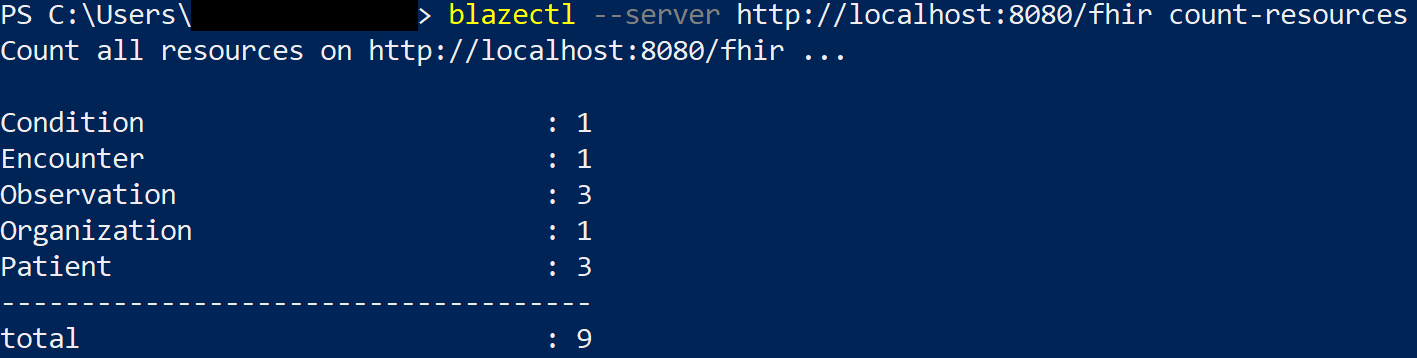 PS C:\Users\> blazectl --server http://localhost:8080/fhir count-resources
Count all resources on http://localhost:8080/fhir ...
Condition : 1
Encounter : 1
Observation : 3
Organization : 1
Patient : 3
-------------------------------------
total : 9